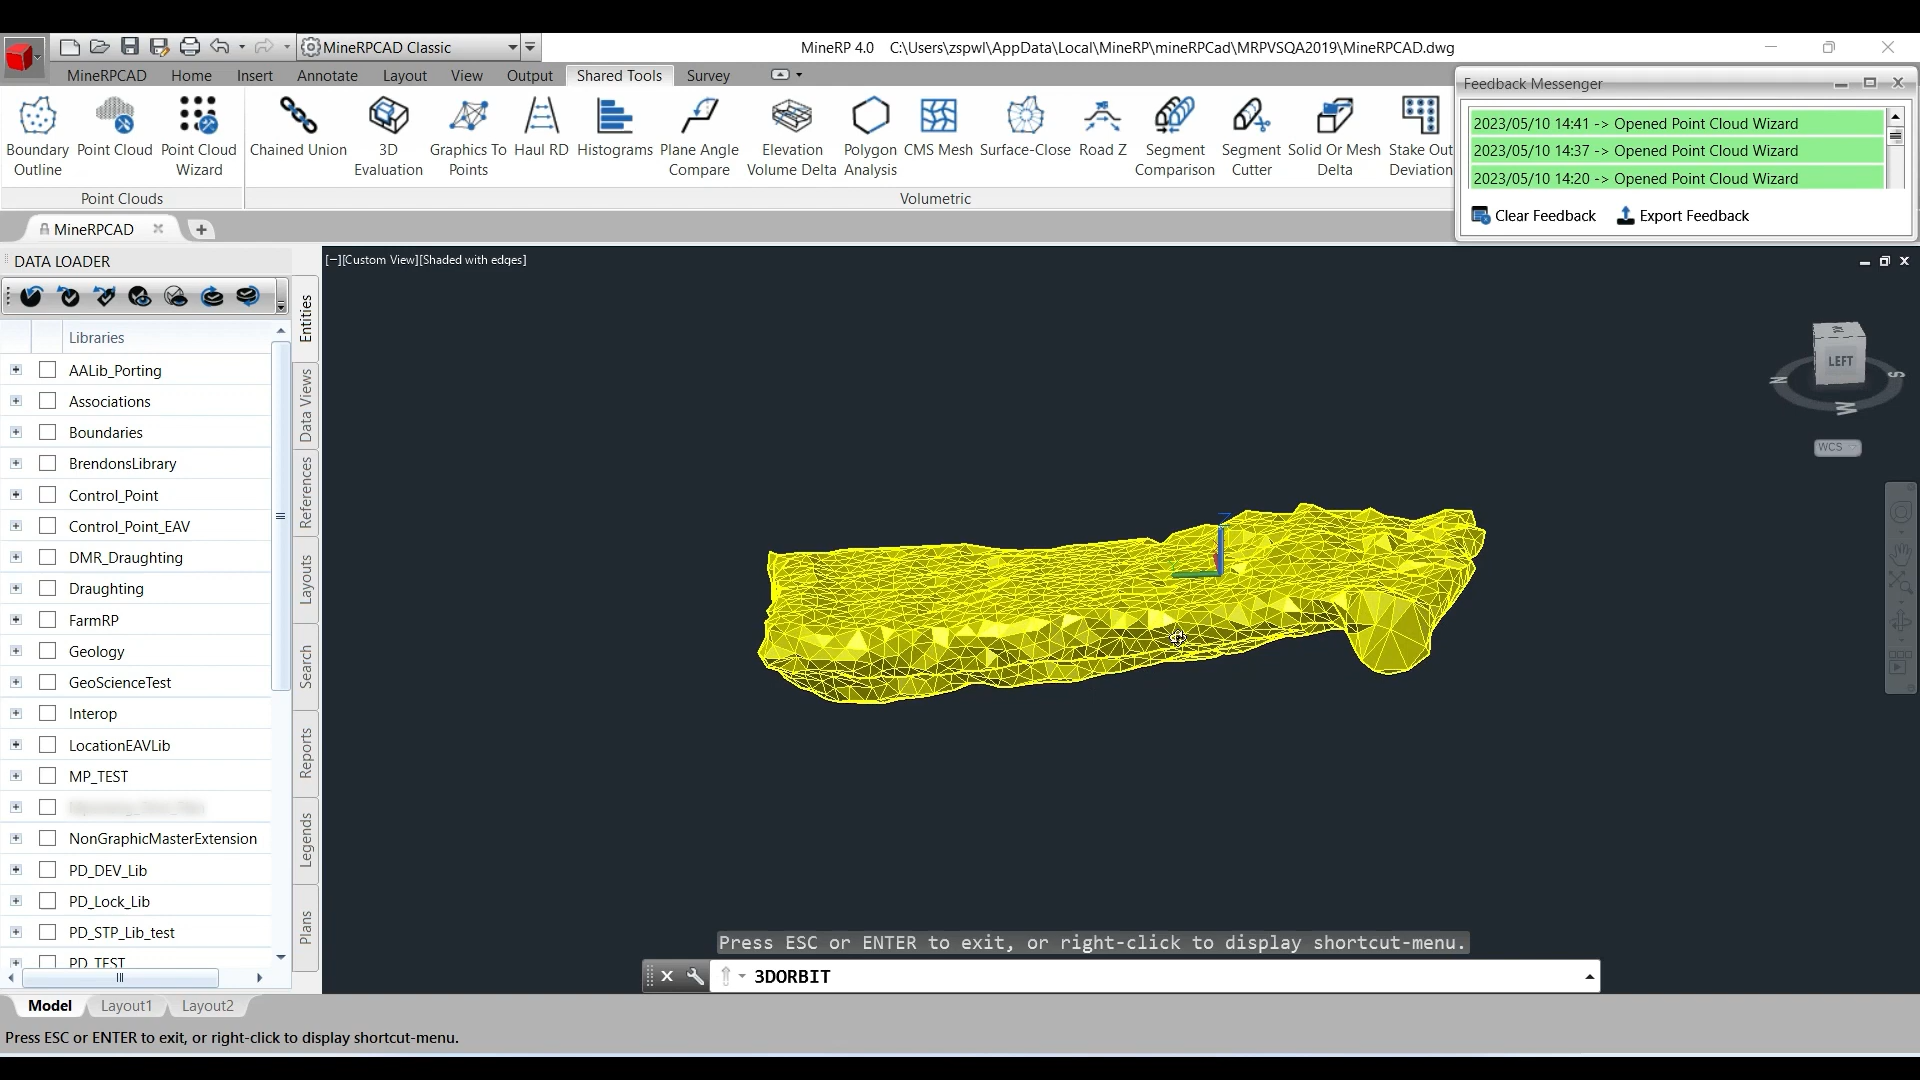 MineRPCAD Classic
MineRP 4.0 C:\Users\zspwl\AppData\Local\MineRP\mineRPCad\MRPVSQA2019\MineRPCAD.dwg
MineRPCAD Home Insert Annotate Layout View Output Shared Tools Survey
Feedback Messenger
2023/05/10 14:41 -> Opened Point Cloud Wizard
2023/05/10 14:37 -> Opened Point Cloud Wizard
2023/05/10 14:20 -> Opened Point Cloud Wizard
Clear Feedback Export Feedback
Boundary Outline
Point Cloud
Point Cloud Wizard
Chained Union
3D Evaluation
Graphics To Points
Haul RD
Histograms
Plane Angle Compare
Elevation Volume Delta
Polygon Analysis
CMS Mesh
Surface-Close
Road Z
Segment Comparison
Segment Cutter
Solid Or Mesh Delta
Stake Out Deviation
Point Clouds
Volumetric
MineRPCAD
DATA LOADER
[−][Custom View][Shaded with edges]
Libraries
AALib_Porting
Associations
Boundaries
BrendonsLibrary
Control_Point
Control_Point_EAV
DMR_Draughting
Draughting
FarmRP
Geology
GeoScienceTest
Interop
LocationEAVLib
MP_TEST
NonGraphicMasterExtension
PD_DEV_Lib
PD_Lock_Lib
PD_STP_Lib_test
PD_TEST
Entities
Data Views
References
Layouts
Search
Reports
Legends
Plans
LEFT
N
S
W
WCS
Z
Press ESC or ENTER to exit, or right-click to display shortcut-menu.
3DORBIT
Model Layout1 Layout2
Press ESC or ENTER to exit, or right-click to display shortcut-menu.